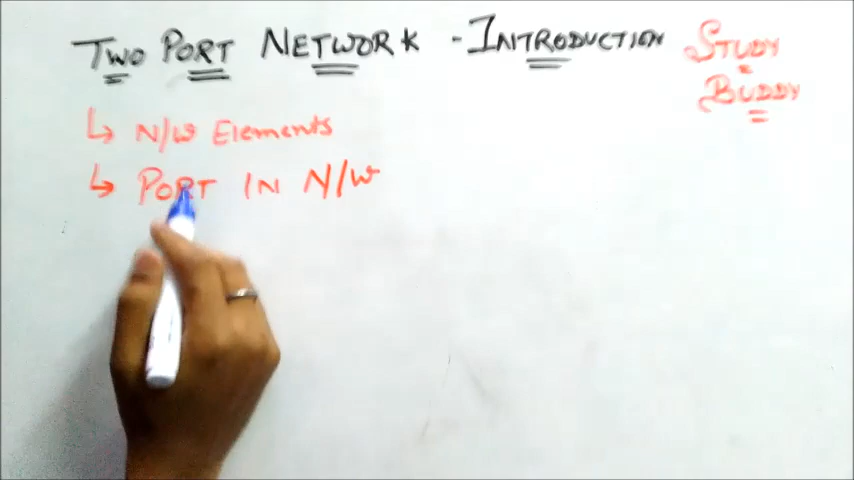 TWO PORT NETWORK - INTRODUCTION
STUDY
BUDDY
↳ N/W Elements
↳ PORT IN N/W